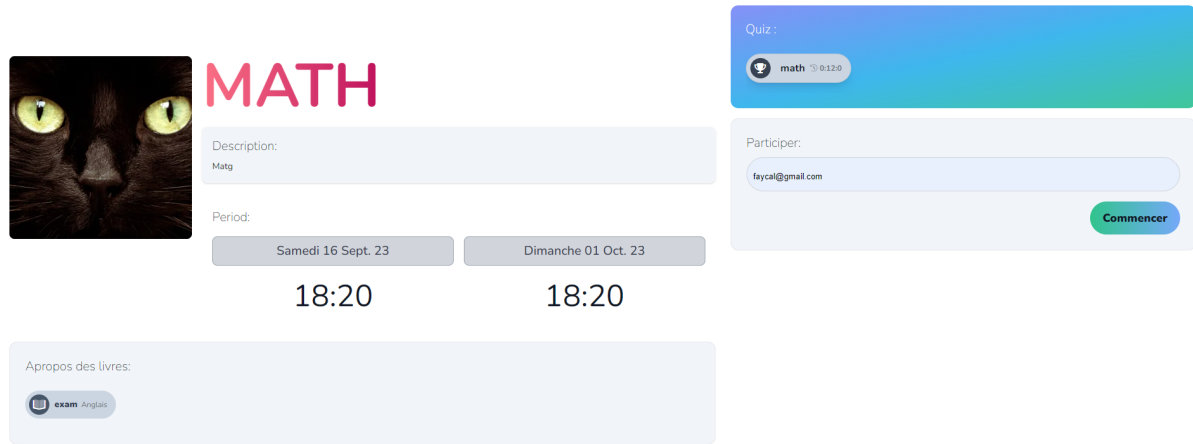 MATH
Description:
Matg
Period:
Samedi 16 Sept. 23
Dimanche 01 Oct. 23
18:20
18:20
Apropos des livres:
exam Anglais
Quiz :
math 0:12:0
Participer:
faycal@gmail.com
Commencer